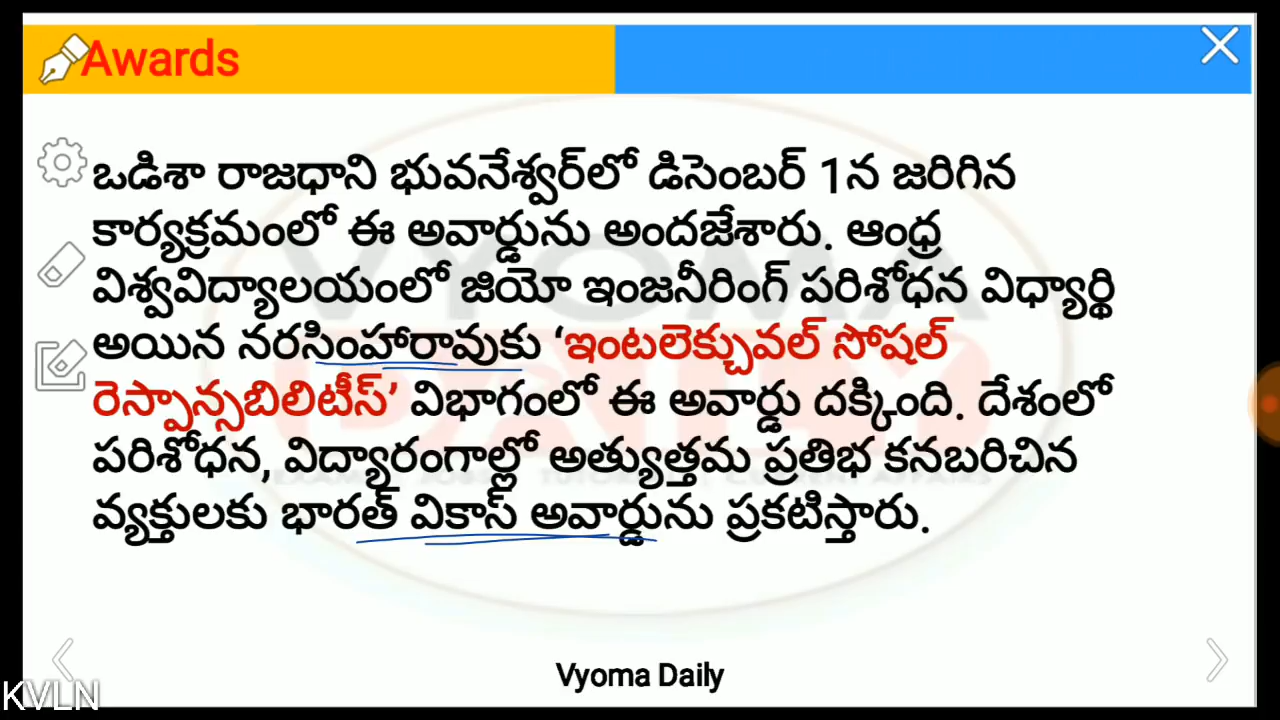 Awards
ఒడిశా రాజధాని భువనేశ్వర్‌లో డిసెంబర్ 1న జరిగిన
కార్యక్రమంలో ఈ అవార్డును అందజేశారు. ఆంధ్ర
విశ్వవిద్యాలయంలో జియో ఇంజనీరింగ్ పరిశోధన విధ్యార్థి
అయిన నరసింహారావుకు ‘ఇంటలెక్చువల్ సోషల్
రెస్పాన్సబిలిటీస్’ విభాగంలో ఈ అవార్డు దక్కింది. దేశంలో
పరిశోధన, విద్యారంగాల్లో అత్యుత్తమ ప్రతిభ కనబరిచిన
వ్యక్తులకు భారత్ వికాస్ అవార్డును ప్రకటిస్తారు.
Vyoma Daily
KVLN
VYOMA